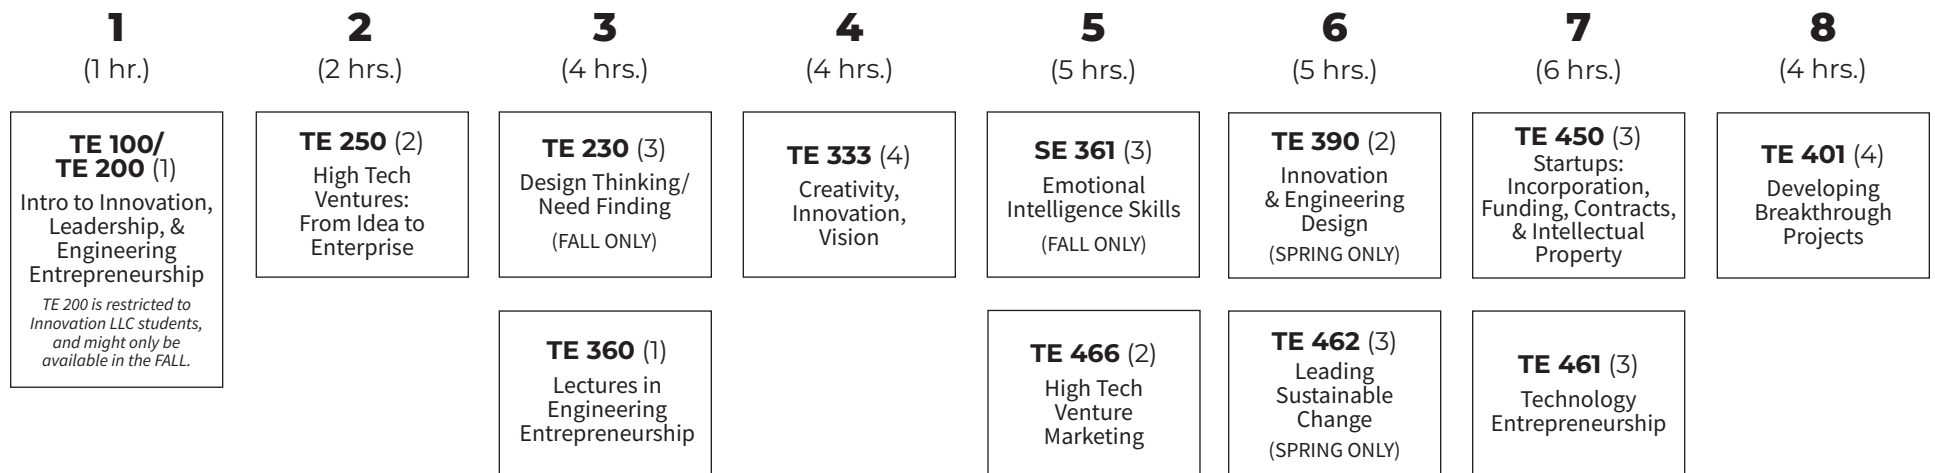 1
(1 hr.)
2
(2 hrs.)
3
(4 hrs.)
4
(4 hrs.)
5
(5 hrs.)
6
(5 hrs.)
7
(6 hrs.)
8
(4 hrs.)
TE 100/
TE 200 (1)
Intro to Innovation,
Leadership, &
Engineering
Entrepreneurship
TE 200 is restricted to
Innovation LLC students,
and might only be
available in the FALL.
TE 250 (2)
High Tech
Ventures:
From Idea to
Enterprise
TE 230 (3)
Design Thinking/
Need Finding
(FALL ONLY)
TE 333 (4)
Creativity,
Innovation,
Vision
SE 361 (3)
Emotional
Intelligence Skills
(FALL ONLY)
TE 390 (2)
Innovation
& Engineering
Design
(SPRING ONLY)
TE 450 (3)
Startups:
Incorporation,
Funding, Contracts,
& Intellectual
Property
TE 401 (4)
Developing
Breakthrough
Projects
TE 360 (1)
Lectures in
Engineering
Entrepreneurship
TE 466 (2)
High Tech
Venture
Marketing
TE 462 (3)
Leading
Sustainable
Change
(SPRING ONLY)
TE 461 (3)
Technology
Entrepreneurship